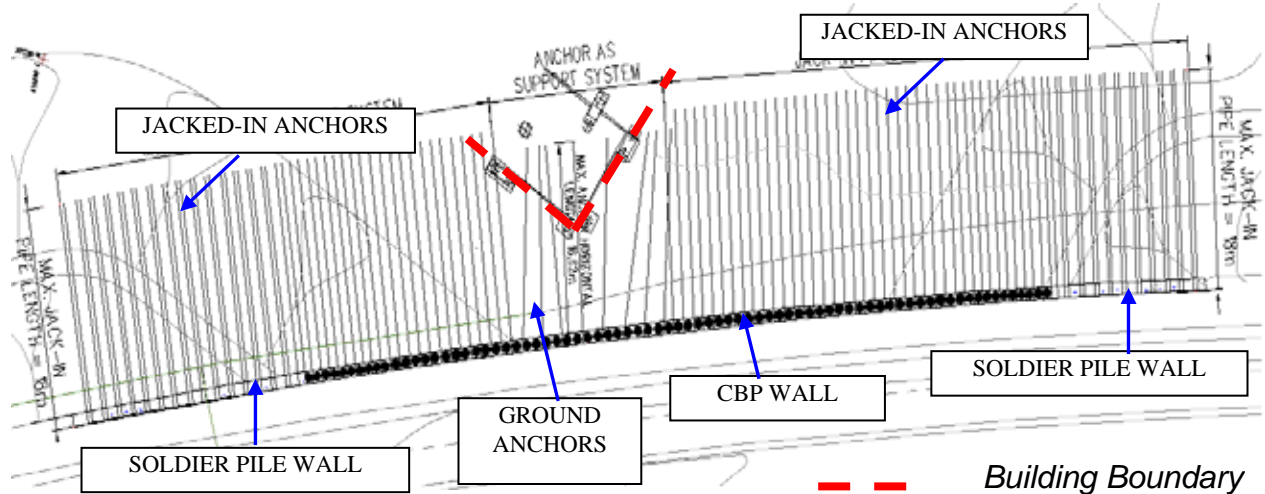 ANCHOR AS
SUPPORT SYSTEM
JACKED-IN ANCHORS
JACKED-IN ANCHORS
MAX. JACK-IN
PIPE LENGTH = 18m
MAX. JACK-IN
PIPE LENGTH = 18m
SOLDIER PILE WALL
GROUND
ANCHORS
CBP WALL
SOLDIER PILE WALL
Building Boundary